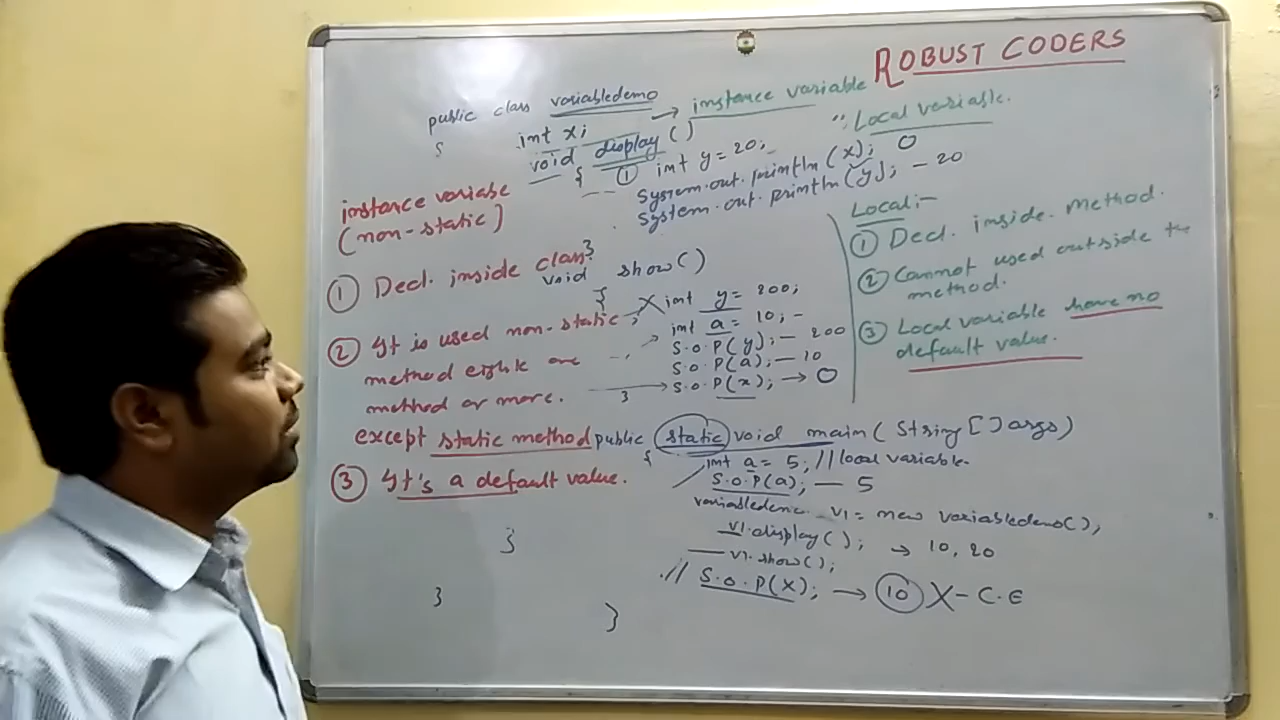 ROBUST CODERS
public class variabledemo → instance variable
{ int x; " Local variable.
void display ( )
{ ① int y = 20;
System.out.println (x); 0
System.out.println (y); — 20
}
void show ( )
{
X int y = 200;
int a = 10; -
S.O.P(y); — 200
S.O.P(a); — 10
3 → S.O.P(x); → 0
public static void main ( String [ ] args )
{ int a = 5; // local variable.
S.O.P(a); — 5
variabledemo v1 = new variabledemo( );
v1.display( ); → 10, 20
v1.show( );
// S.O.P(X); → 10 X - C.E
}
}
}
instance variable
(non-static)
① Decl. inside class
② It is used non-static,
method or more.
except static method
③ It's a default value.
Local:-
① Decl. inside. method.
② Cannot used outside the
method.
③ Local variable have no
default value.